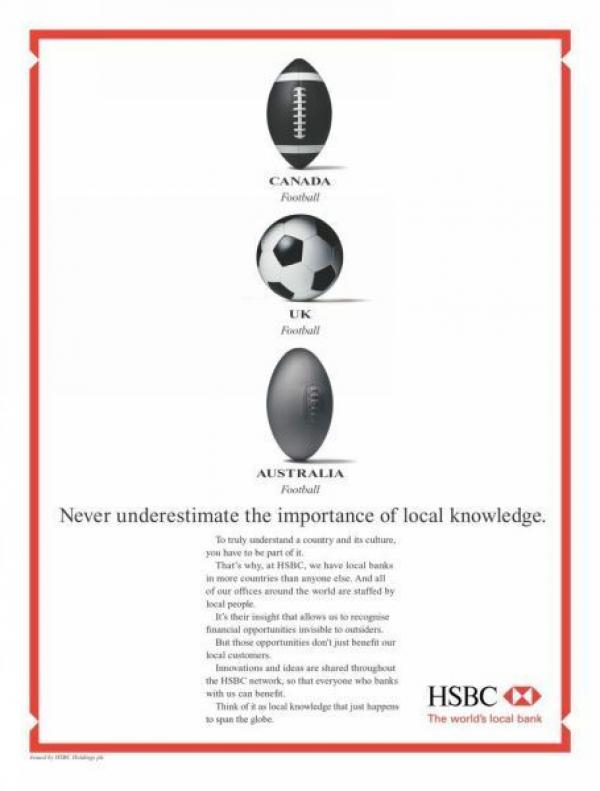 CANADA
Football
UK
Football
AUSTRALIA
Football
Never underestimate the importance of local knowledge.
To truly understand a country and its culture,
you have to be part of it.
That's why, at HSBC, we have local banks
in more countries than anyone else. And all
of our offices around the world are staffed by
local people.
It's their insight that allows us to recognise
financial opportunities invisible to outsiders.
But those opportunities don't just benefit our
local customers.
Innovations and ideas are shared throughout
the HSBC network, so that everyone who banks
with us can benefit.
Think of it as local knowledge that just happens
to span the globe.
HSBC
The world's local bank
Issued by HSBC Holdings plc